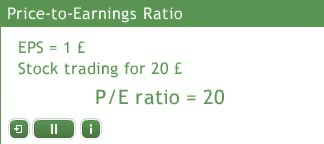 Price-to-Earnings Ratio
EPS = 1 £
Stock trading for 20 £
P/E ratio = 20